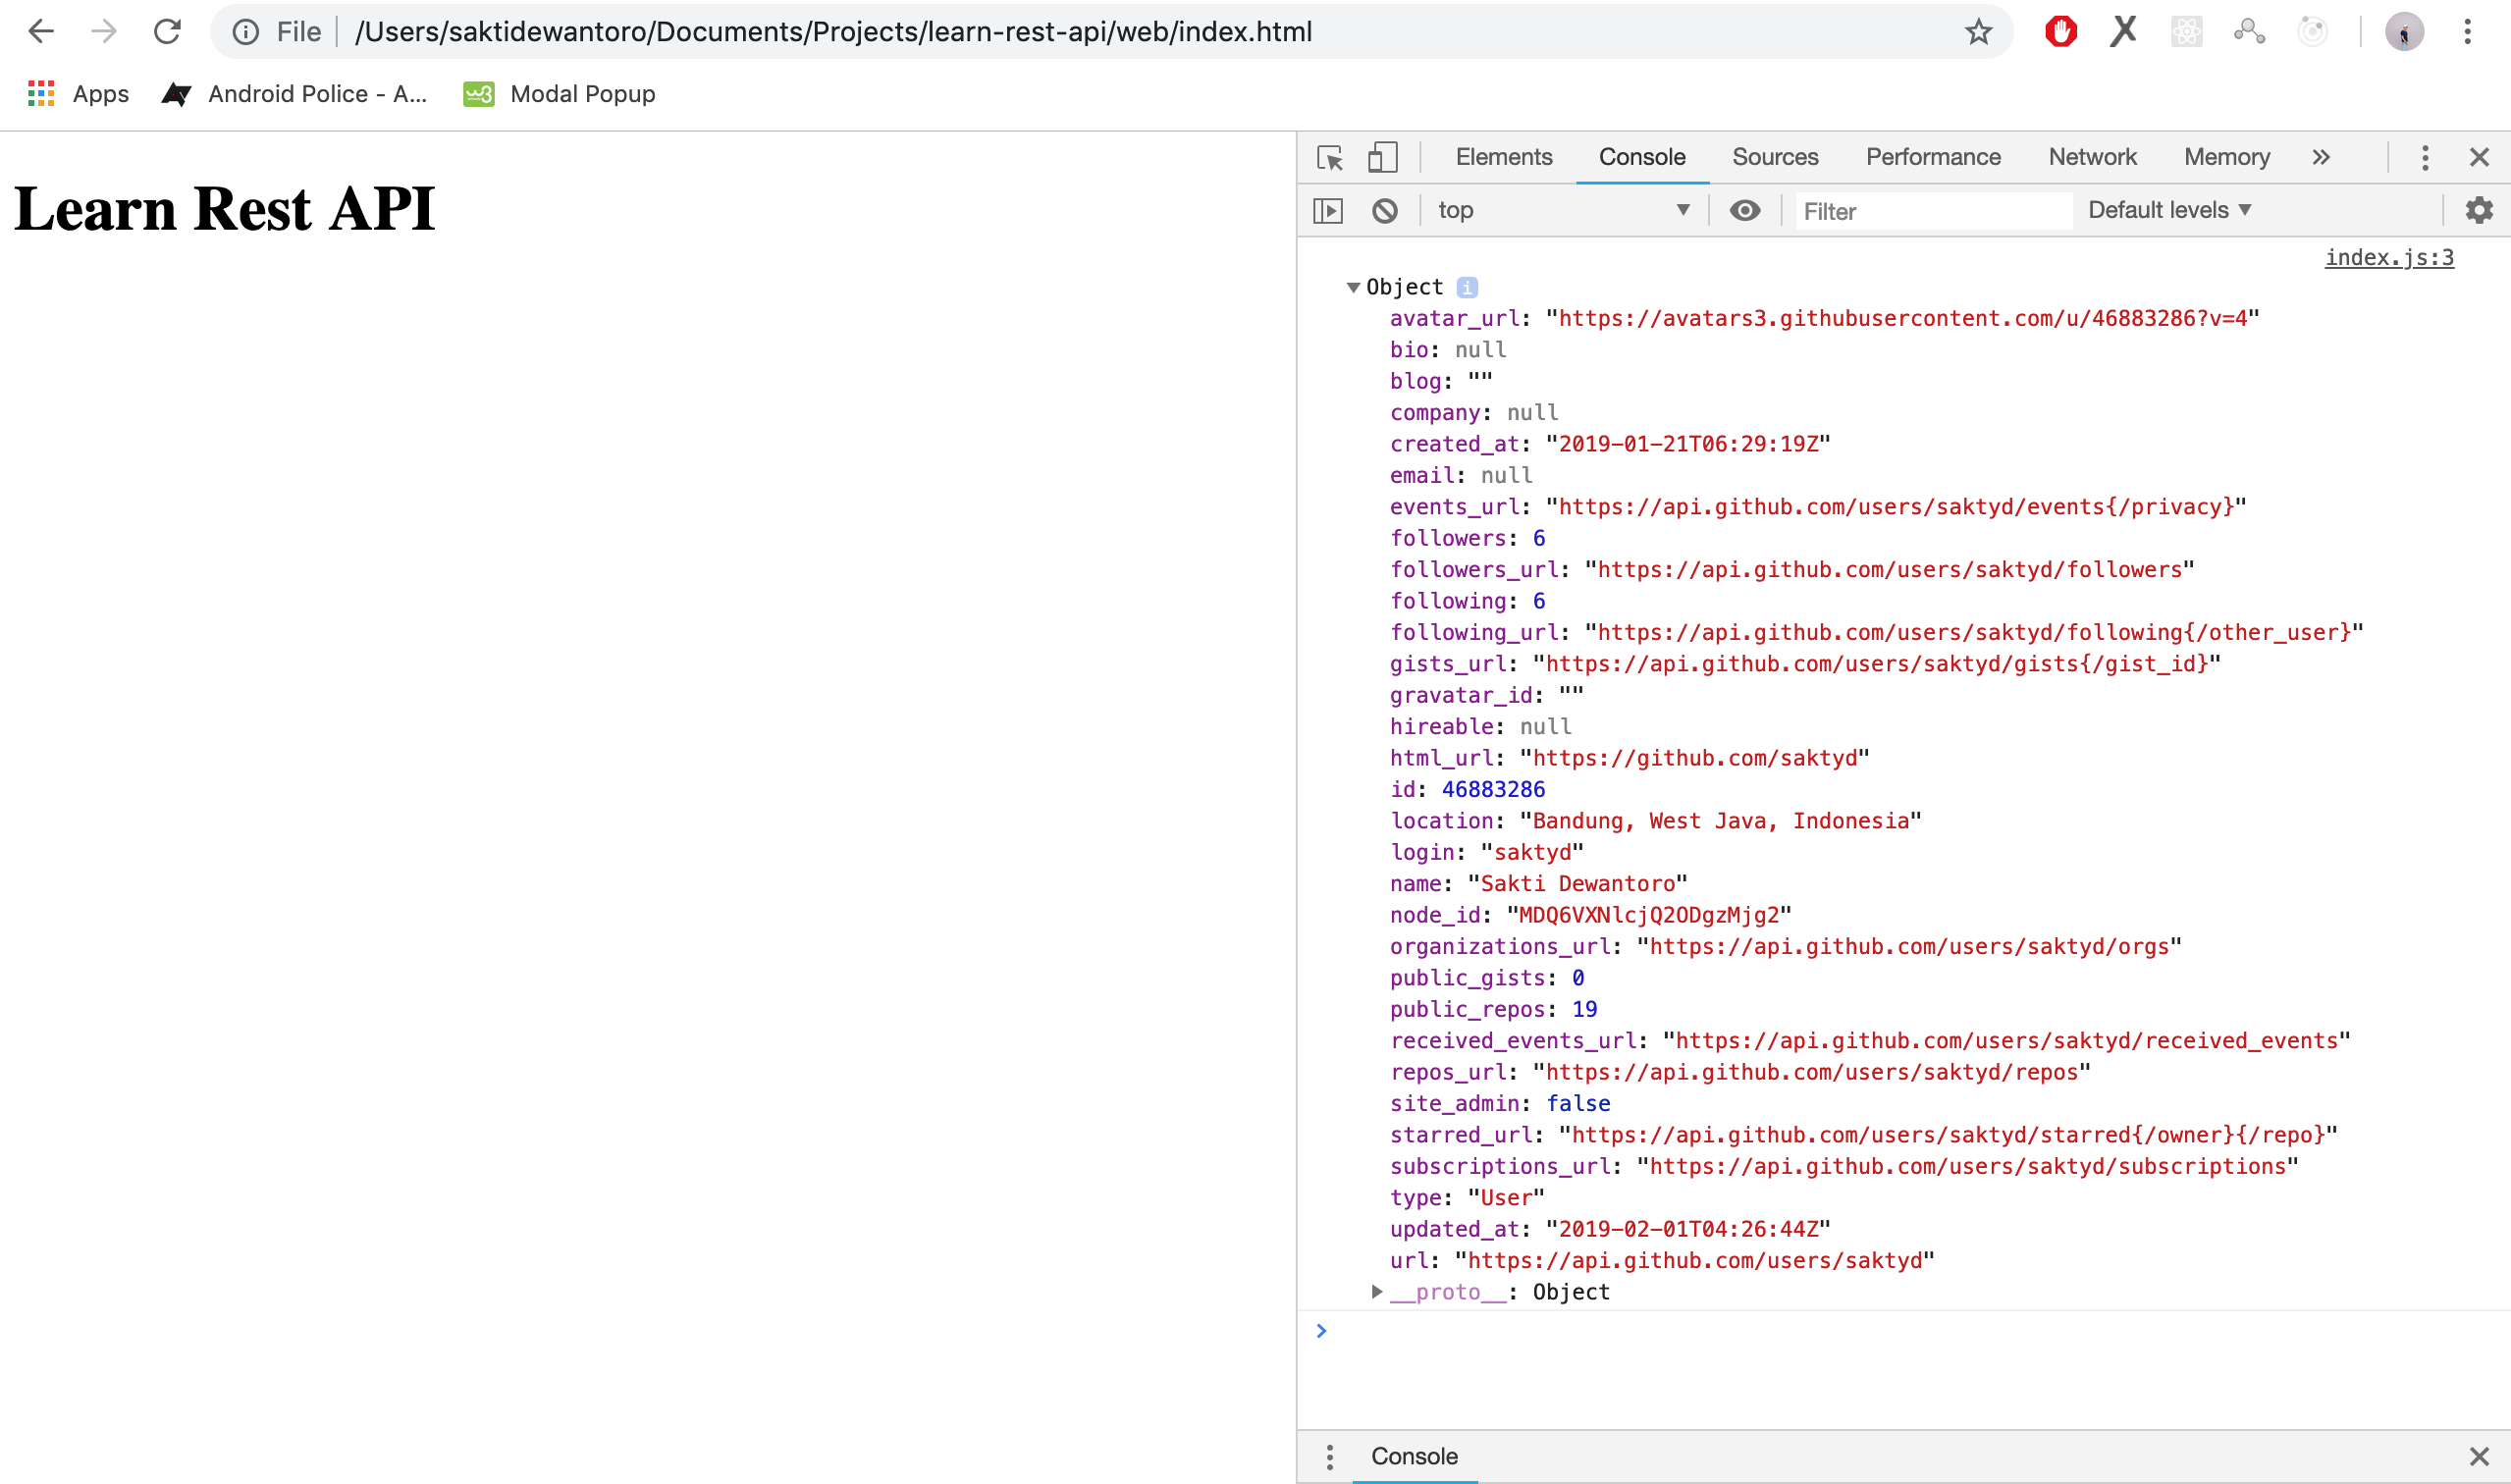 File /Users/saktidewantoro/Documents/Projects/learn-rest-api/web/index.html
Apps Android Police - A... w3 Modal Popup
Learn Rest API
Elements Console Sources Performance Network Memory »
top Filter Default levels
index.js:3
Object i
avatar_url: "https://avatars3.githubusercontent.com/u/46883286?v=4"
bio: null
blog: ""
company: null
created_at: "2019-01-21T06:29:19Z"
email: null
events_url: "https://api.github.com/users/saktyd/events{/privacy}"
followers: 6
followers_url: "https://api.github.com/users/saktyd/followers"
following: 6
following_url: "https://api.github.com/users/saktyd/following{/other_user}"
gists_url: "https://api.github.com/users/saktyd/gists{/gist_id}"
gravatar_id: ""
hireable: null
html_url: "https://github.com/saktyd"
id: 46883286
location: "Bandung, West Java, Indonesia"
login: "saktyd"
name: "Sakti Dewantoro"
node_id: "MDQ6VXNlcjQ2ODgzMjg2"
organizations_url: "https://api.github.com/users/saktyd/orgs"
public_gists: 0
public_repos: 19
received_events_url: "https://api.github.com/users/saktyd/received_events"
repos_url: "https://api.github.com/users/saktyd/repos"
site_admin: false
starred_url: "https://api.github.com/users/saktyd/starred{/owner}{/repo}"
subscriptions_url: "https://api.github.com/users/saktyd/subscriptions"
type: "User"
updated_at: "2019-02-01T04:26:44Z"
url: "https://api.github.com/users/saktyd"
__proto__: Object
Console